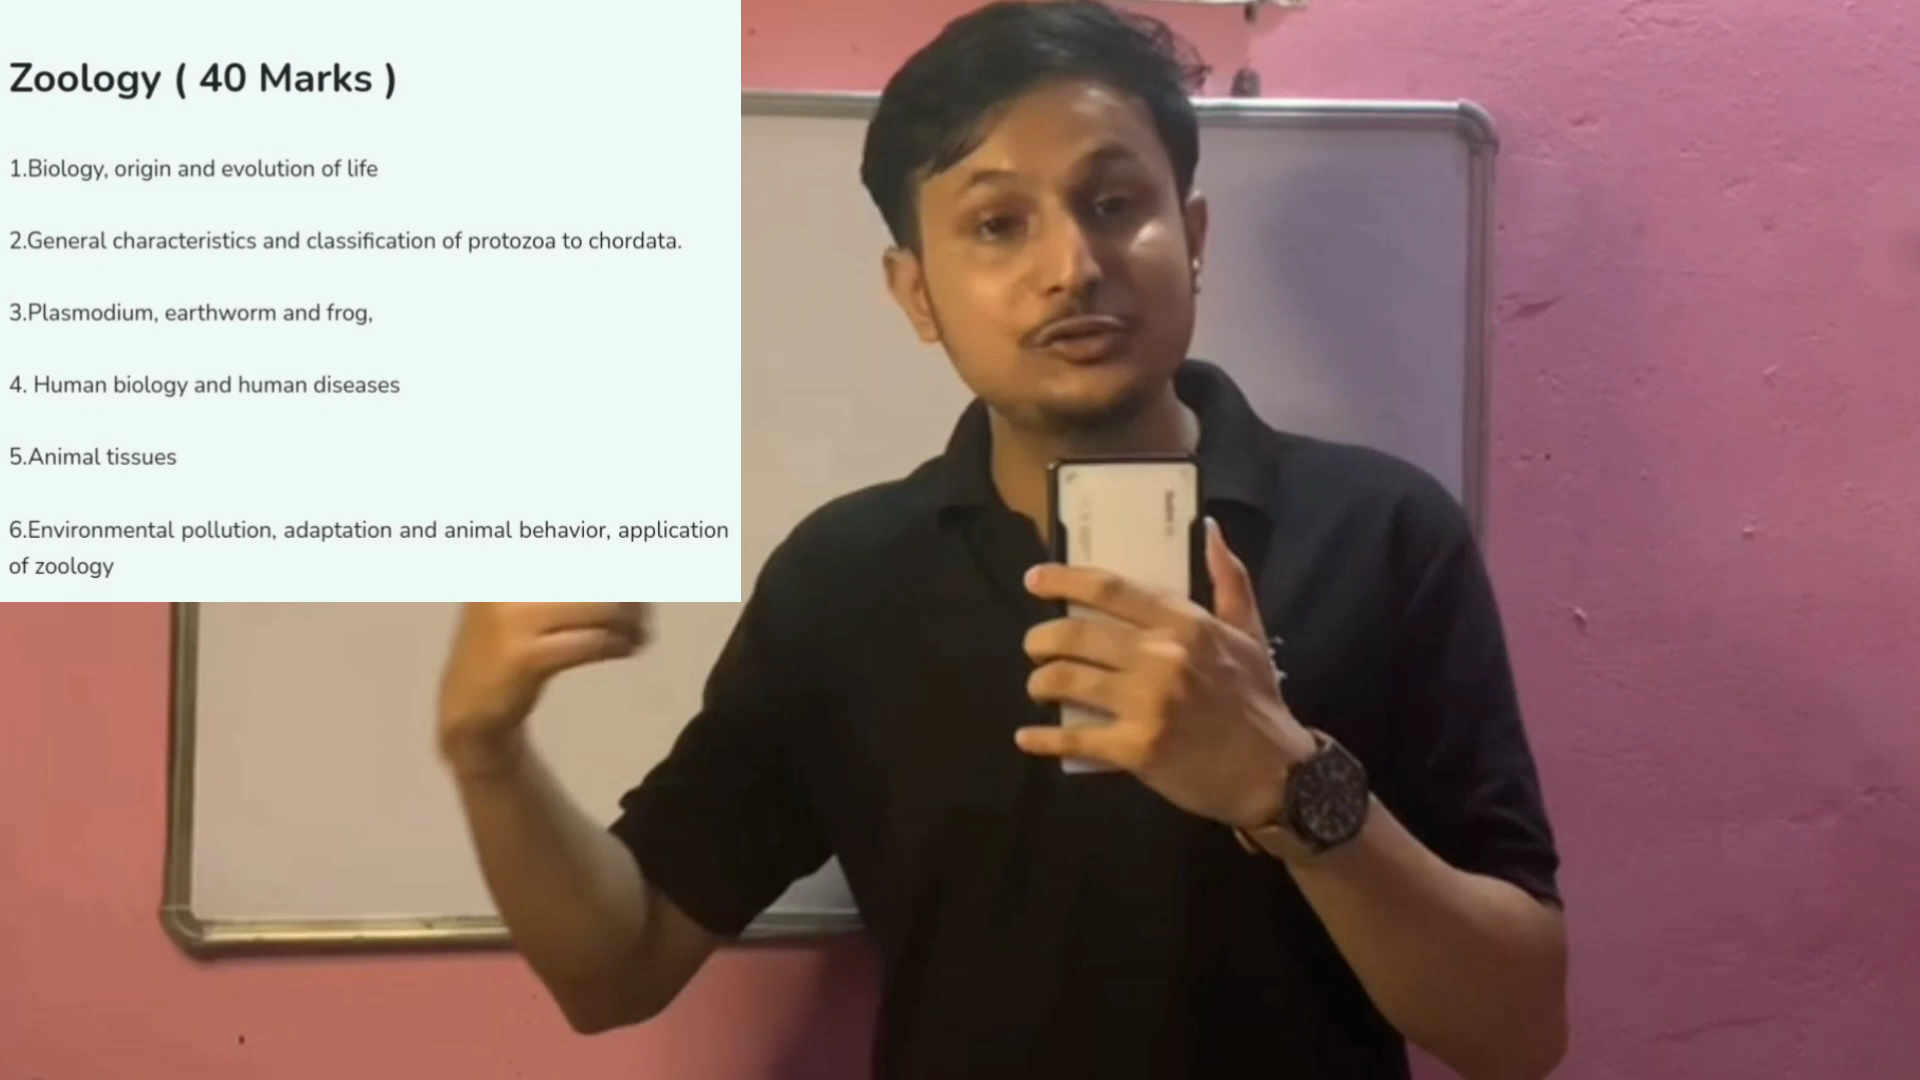 Zoology ( 40 Marks )
1.Biology, origin and evolution of life
2.General characteristics and classification of protozoa to chordata.
3.Plasmodium, earthworm and frog,
4. Human biology and human diseases
5.Animal tissues
6.Environmental pollution, adaptation and animal behavior, application
of zoology